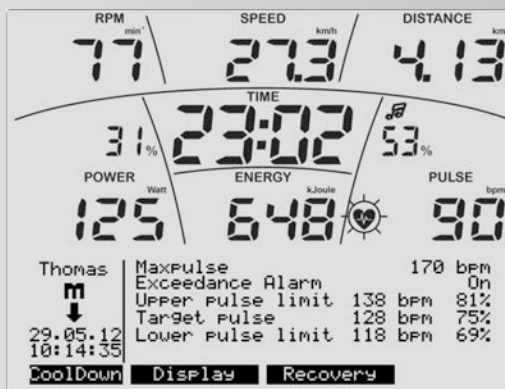 RPM SPEED DISTANCE
min⁻¹ km/h km
77 27.3 4.13
TIME
31% 23:02 53%
POWER ENERGY PULSE
Watt kJoule bpm
125 648 90
Thomas
m
29.05.12
10:14:35
Maxpulse 170 bpm
Exceedance Alarm On
Upper pulse limit 138 bpm 81%
Target pulse 128 bpm 75%
Lower pulse limit 118 bpm 69%
CoolDown Display Recovery